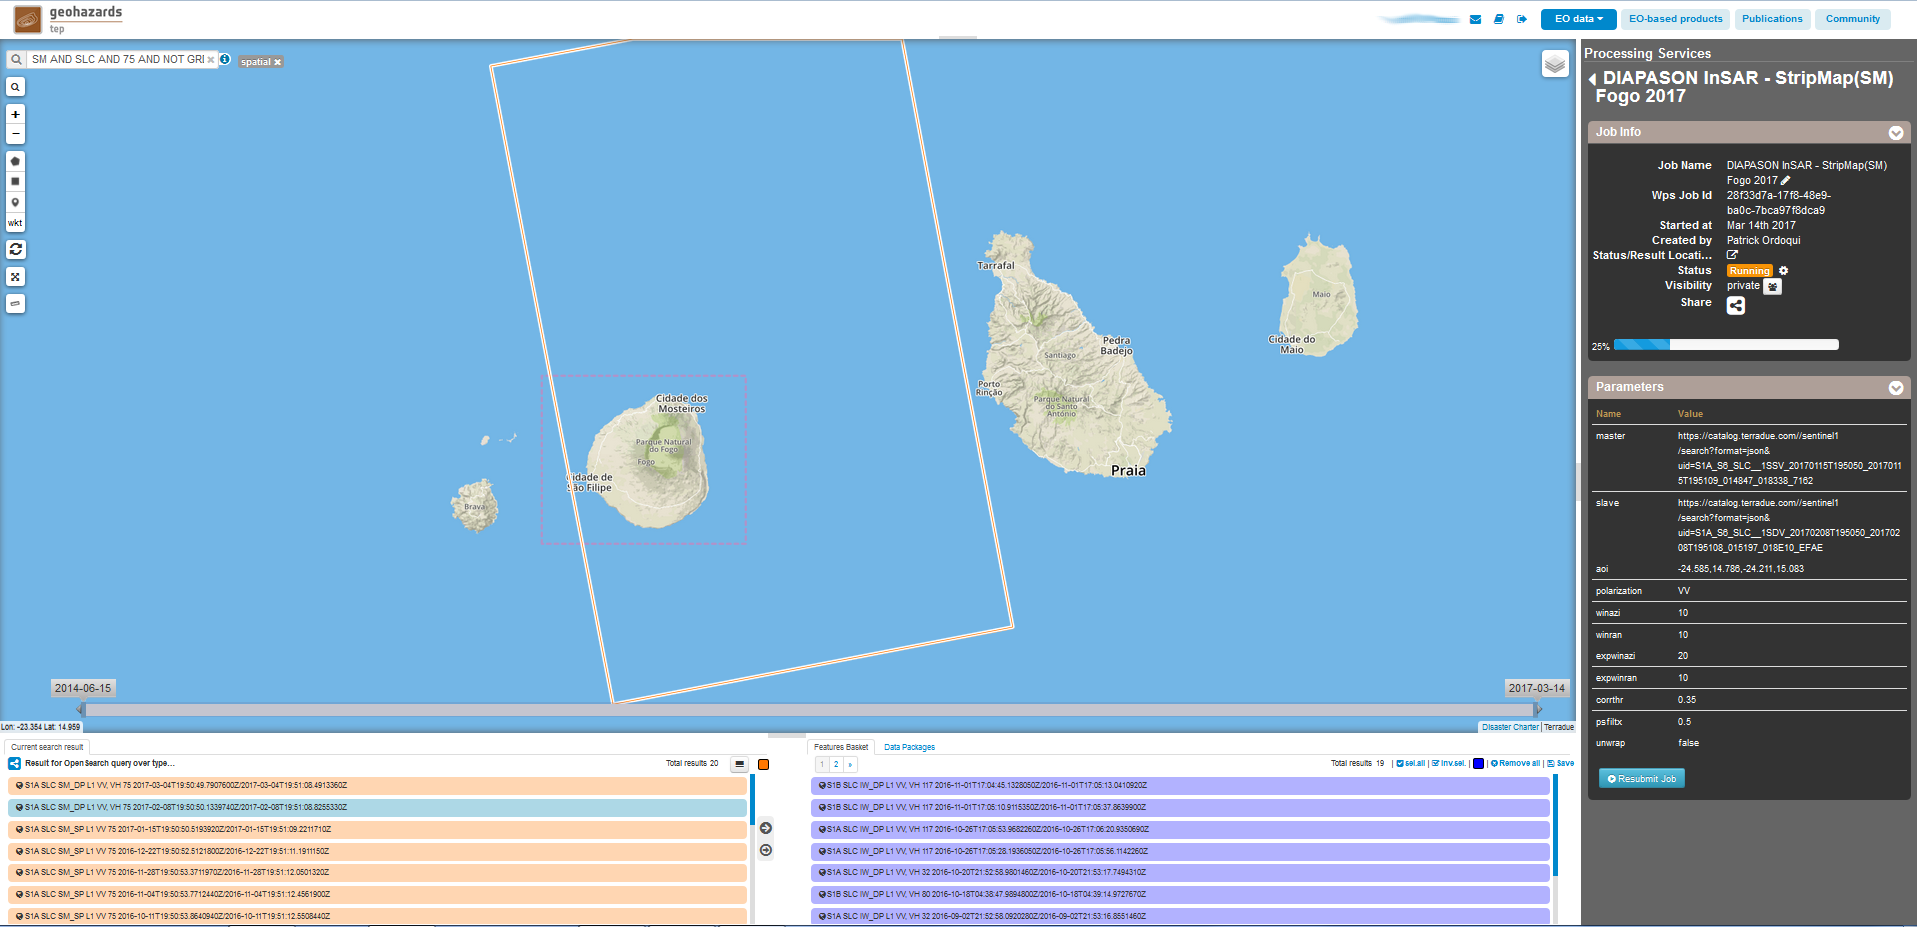 geohazards
tep
EO data
EO-based products
Publications
Community
SM AND SLC AND 75 AND NOT GRI
spatial
wkt
Tarrafal
Maio
Cidade do
Maio
Pedra
Badejo
Santiago
Porto
Rinção
Parque Natural
do Santo
António
Praia
Cidade dos
Mosteiros
Parque Natural
do Fogo
Fogo
Cidade de
São Filipe
Brava
2014-06-15
2017-03-14
Lon: -23.354 Lat: 14.959
Disaster Charter | Terradue
Processing Services
DIAPASON InSAR - StripMap(SM)
Fogo 2017
Job Info
Job Name DIAPASON InSAR - StripMap(SM)
Fogo 2017
Wps Job Id 28f33d7a-17f8-48e9-
ba0c-7bca97f8dca9
Started at Mar 14th 2017
Created by Patrick Ordoqui
Status/Result Locati...
Status Running
Visibility private
Share
25%
Parameters
Name Value
master https://catalog.terradue.com//sentinel1
/search?format=json&
uid=S1A_S6_SLC__1SSV_20170115T195050_2017011
5T195109_014847_018338_7162
slave https://catalog.terradue.com//sentinel1
/search?format=json&
uid=S1A_S6_SLC__1SDV_20170208T195050_201702
08T195108_015197_018E10_EFAE
aoi -24.585,14.786,-24.211,15.083
polarization VV
winazi 10
winran 10
expwinazi 20
expwinran 10
corrthr 0.35
psfiltx 0.5
unwrap false
Resubmit Job
Current search result
Result for OpenSearch query over type...
Total results 20
S1A SLC SM_DP L1 VV, VH 75 2017-03-04T19:50:49.7907600Z/2017-03-04T19:51:08.4913360Z
S1A SLC SM_DP L1 VV, VH 75 2017-02-08T19:50:50.1339740Z/2017-02-08T19:51:08.8255330Z
S1A SLC SM_SP L1 VV 75 2017-01-15T19:50:50.5193920Z/2017-01-15T19:51:09.2211710Z
S1A SLC SM_SP L1 VV 75 2016-12-22T19:50:52.5121800Z/2016-12-22T19:51:11.1911150Z
S1A SLC SM_SP L1 VV 75 2016-11-28T19:50:53.3711970Z/2016-11-28T19:51:12.0501320Z
S1A SLC SM_SP L1 VV 75 2016-11-04T19:50:53.7712440Z/2016-11-04T19:51:12.4561900Z
S1A SLC SM_SP L1 VV 75 2016-10-11T19:50:53.8640940Z/2016-10-11T19:51:12.5508440Z
Features Basket
Data Packages
1 2 »
Total results 19 | sel.all | inv.sel. | Remove all | Save
S1B SLC IW_DP L1 VV, VH 117 2016-11-01T17:04:45.1328050Z/2016-11-01T17:05:13.0410920Z
S1B SLC IW_DP L1 VV, VH 117 2016-11-01T17:05:10.9115350Z/2016-11-01T17:05:37.8639900Z
S1A SLC IW_DP L1 VV, VH 117 2016-10-26T17:05:53.9682260Z/2016-10-26T17:06:20.9350690Z
S1A SLC IW_DP L1 VV, VH 117 2016-10-26T17:05:28.1936050Z/2016-10-26T17:05:56.1142260Z
S1A SLC IW_DP L1 VV, VH 32 2016-10-20T21:52:58.9801460Z/2016-10-20T21:53:17.7494310Z
S1B SLC IW_DP L1 VV, VH 80 2016-10-18T04:38:47.9894800Z/2016-10-18T04:39:14.9727670Z
S1A SLC IW_DP L1 VV, VH 32 2016-09-02T21:52:58.0920280Z/2016-09-02T21:53:16.8551460Z